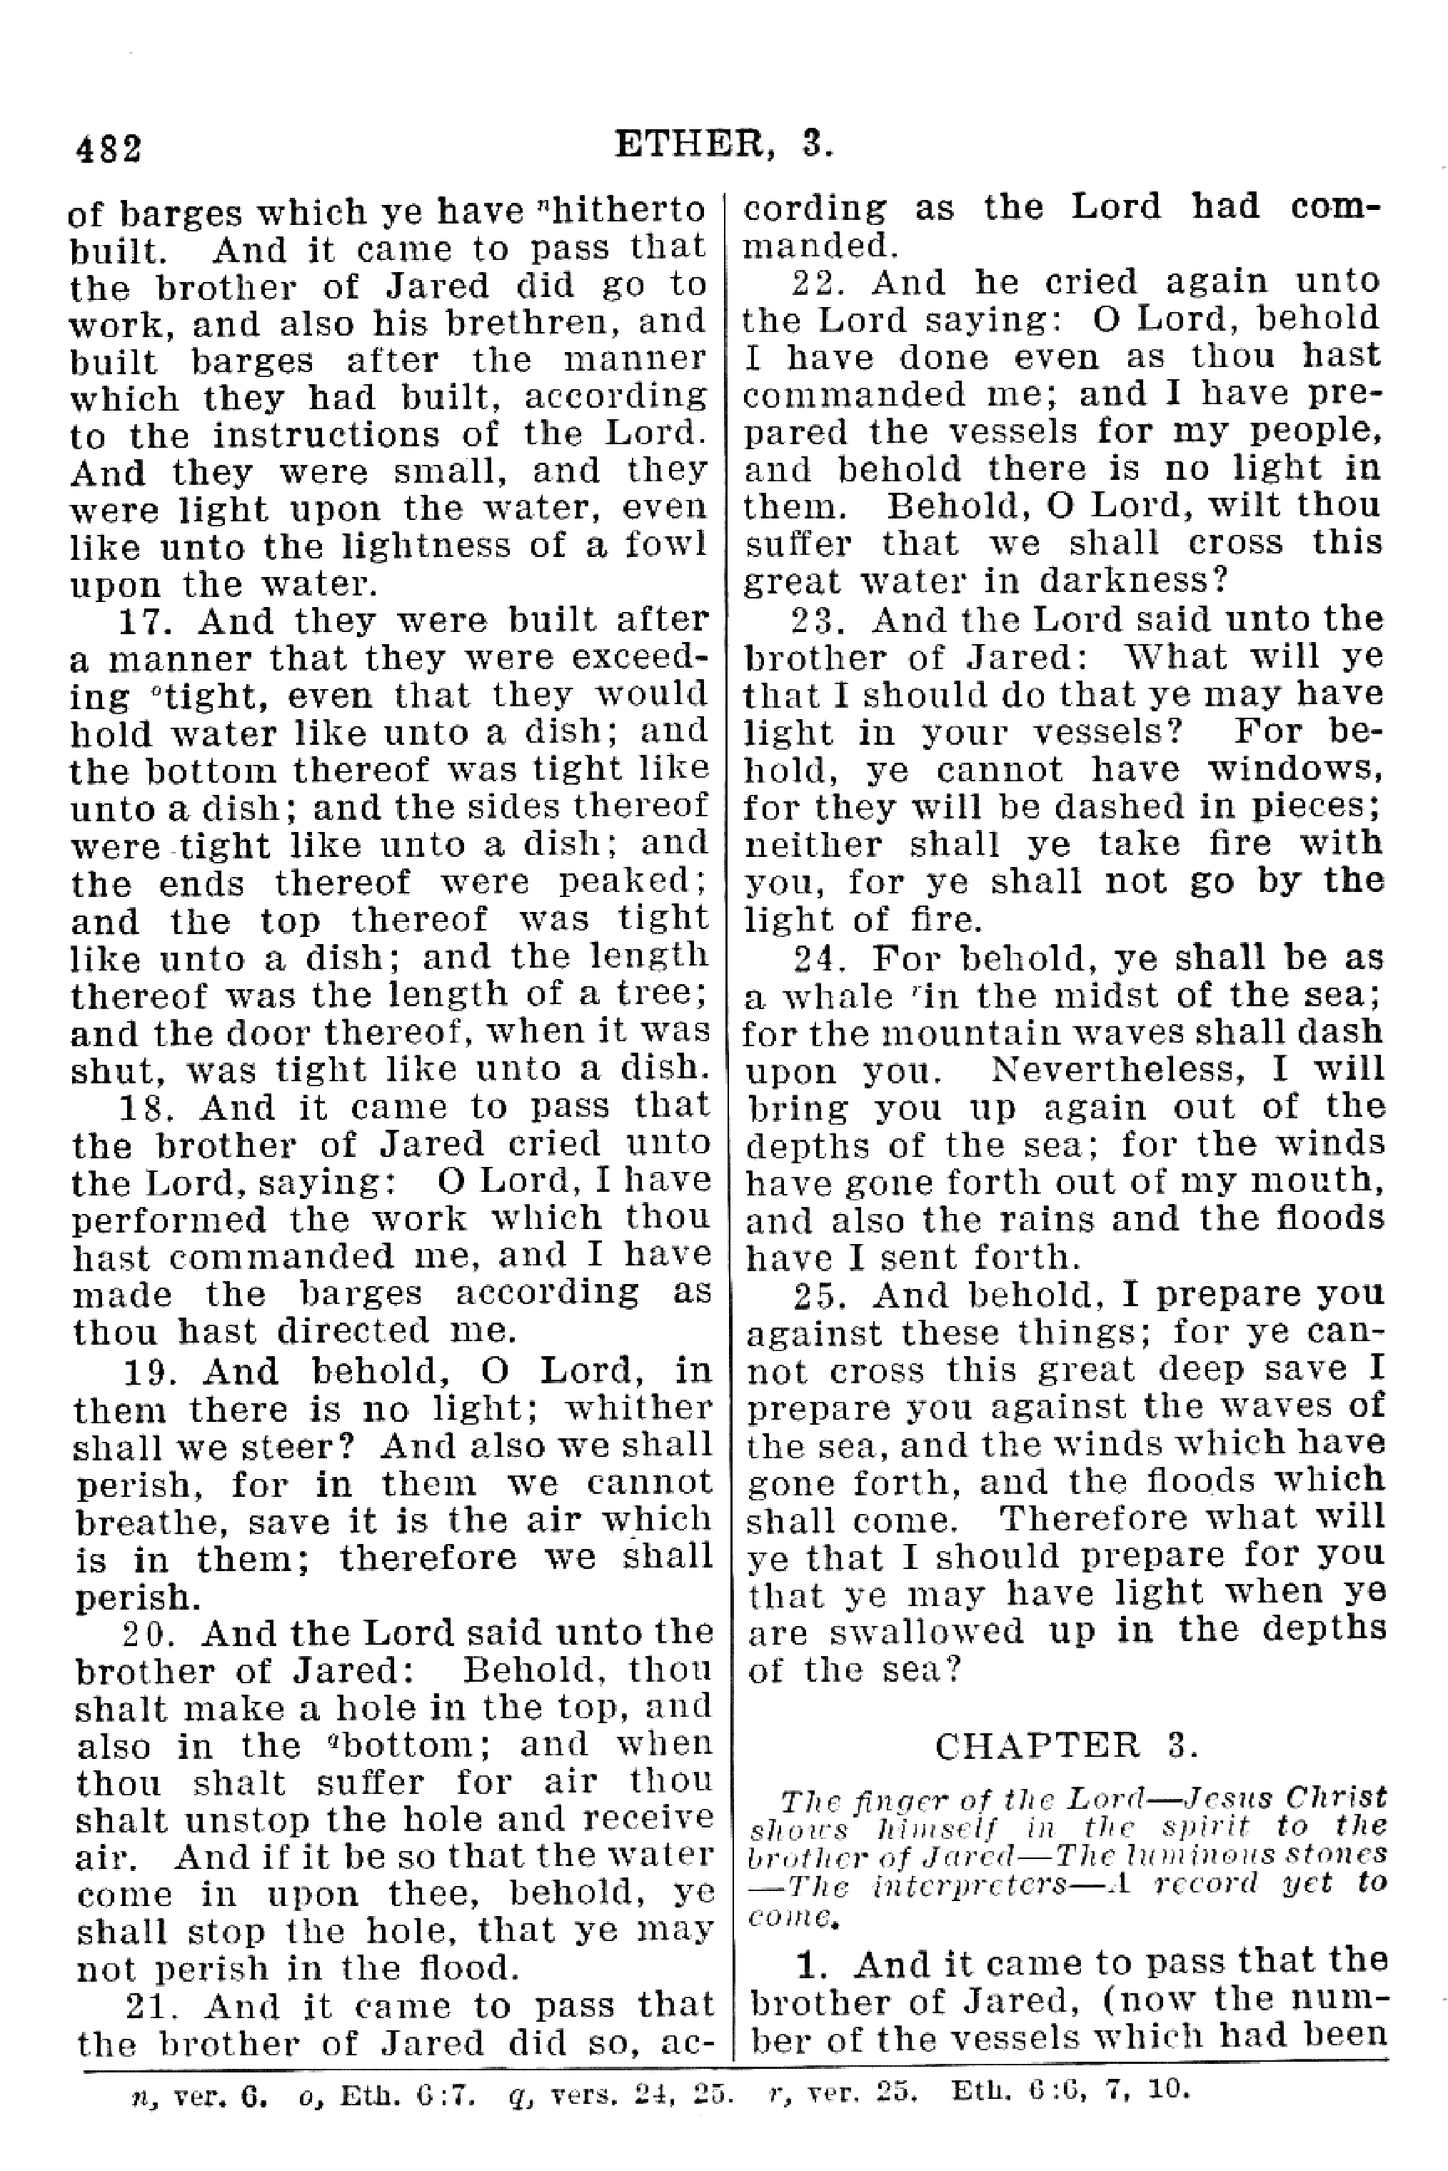 482
ETHER, 3.
of barges which ye have ⁿhitherto
built. And it came to pass that
the brother of Jared did go to
work, and also his brethren, and
built barges after the manner
which they had built, according
to the instructions of the Lord.
And they were small, and they
were light upon the water, even
like unto the lightness of a fowl
upon the water.
17. And they were built after
a manner that they were exceed-
ing ᵒtight, even that they would
hold water like unto a dish; and
the bottom thereof was tight like
unto a dish; and the sides thereof
were tight like unto a dish; and
the ends thereof were peaked;
and the top thereof was tight
like unto a dish; and the length
thereof was the length of a tree;
and the door thereof, when it was
shut, was tight like unto a dish.
18. And it came to pass that
the brother of Jared cried unto
the Lord, saying: O Lord, I have
performed the work which thou
hast commanded me, and I have
made the barges according as
thou hast directed me.
19. And behold, O Lord, in
them there is no light; whither
shall we steer? And also we shall
perish, for in them we cannot
breathe, save it is the air which
is in them; therefore we shall
perish.
20. And the Lord said unto the
brother of Jared: Behold, thou
shalt make a hole in the top, and
also in the qbottom; and when
thou shalt suffer for air thou
shalt unstop the hole and receive
air. And if it be so that the water
come in upon thee, behold, ye
shall stop the hole, that ye may
not perish in the flood.
21. And it came to pass that
the brother of Jared did so, ac-
cording as the Lord had com-
manded.
22. And he cried again unto
the Lord saying: O Lord, behold
I have done even as thou hast
commanded me; and I have pre-
pared the vessels for my people,
and behold there is no light in
them. Behold, O Lord, wilt thou
suffer that we shall cross this
great water in darkness?
23. And the Lord said unto the
brother of Jared: What will ye
that I should do that ye may have
light in your vessels? For be-
hold, ye cannot have windows,
for they will be dashed in pieces;
neither shall ye take fire with
you, for ye shall not go by the
light of fire.
24. For behold, ye shall be as
a whale ʳin the midst of the sea;
for the mountain waves shall dash
upon you. Nevertheless, I will
bring you up again out of the
depths of the sea; for the winds
have gone forth out of my mouth,
and also the rains and the floods
have I sent forth.
25. And behold, I prepare you
against these things; for ye can-
not cross this great deep save I
prepare you against the waves of
the sea, and the winds which have
gone forth, and the floods which
shall come. Therefore what will
ye that I should prepare for you
that ye may have light when ye
are swallowed up in the depths
of the sea?
CHAPTER 3.
The finger of the Lord—Jesus Christ
shows himself in the spirit to the
brother of Jared—The luminous stones
—The interpreters—A record yet to
come.
1. And it came to pass that the
brother of Jared, (now the num-
ber of the vessels which had been
n, ver. 6. o, Eth. 6:7. q, vers. 24, 25. r, ver. 25. Eth. 6:6, 7, 10.